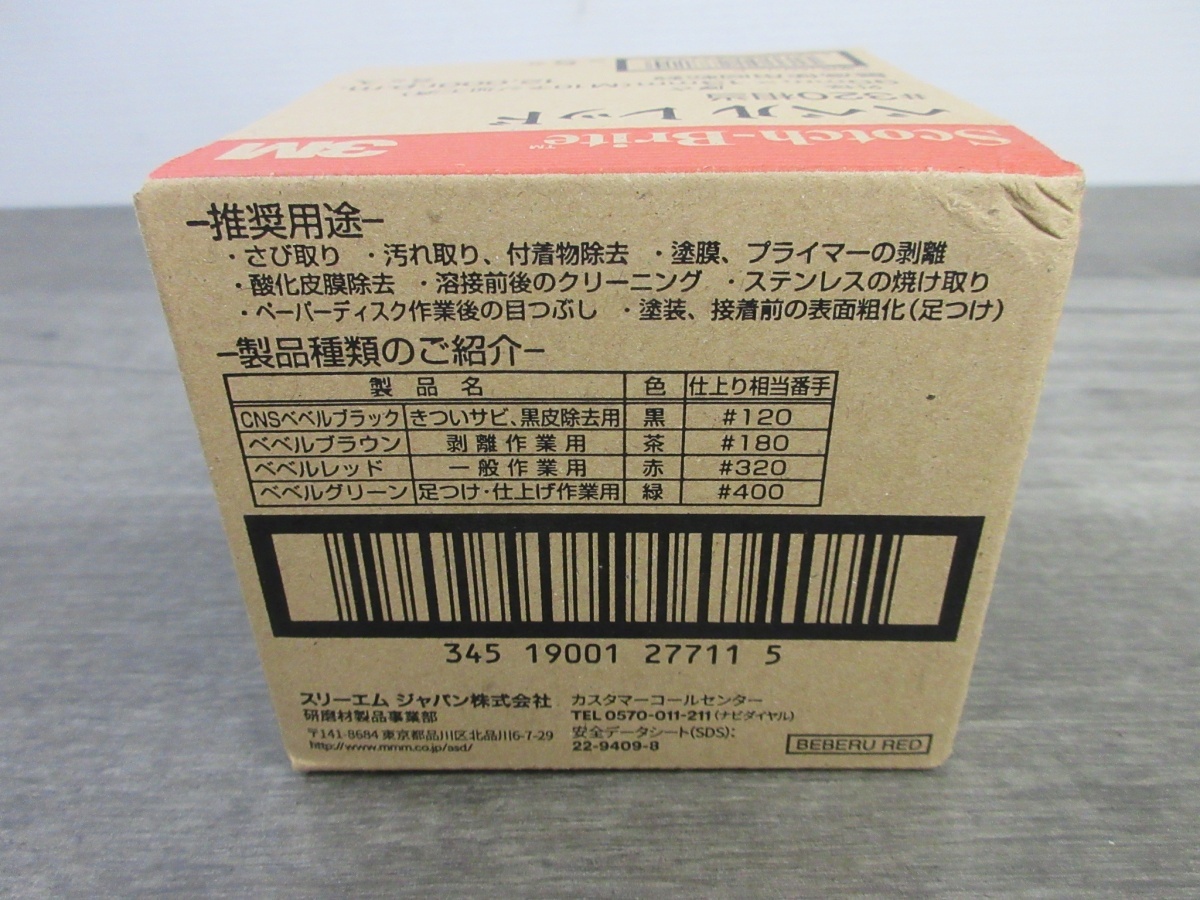 Scotch-Brite™ 3M
ベベル レッド
#320相当
-推奨用途-
・さび取り ・汚れ取り、付着物除去 ・塗膜、プライマーの剥離
・酸化皮膜除去 ・溶接前後のクリーニング ・ステンレスの焼け取り
・ペーパーディスク作業後の目つぶし ・塗装、接着前の表面粗化(足つけ)
-製品種類のご紹介-
製品名 色 仕上り相当番手
CNSベベルブラック きついサビ、黒皮除去用 黒 #120
ベベルブラウン 剥離作業用 茶 #180
ベベルレッド 一般作業用 赤 #320
ベベルグリーン 足つけ・仕上げ作業用 緑 #400
345 19001 27711 5
スリーエム ジャパン株式会社
研磨材製品事業部
〒141-8684 東京都品川区北品川6-7-29
http://www.mmm.co.jp/asd/
カスタマーコールセンター
TEL 0570-011-211 (ナビダイヤル)
安全データシート(SDS):
22-9409-8
BEBERU RED